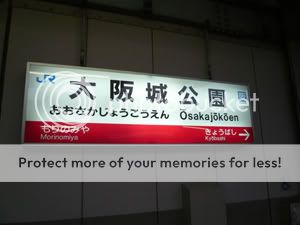 JR 大阪城公園
おおさかじょうこうえん Ōsakajōkōen
もりのみや きょうばし
Morinomiya Kyōbashi
Protect more of your memories for less!